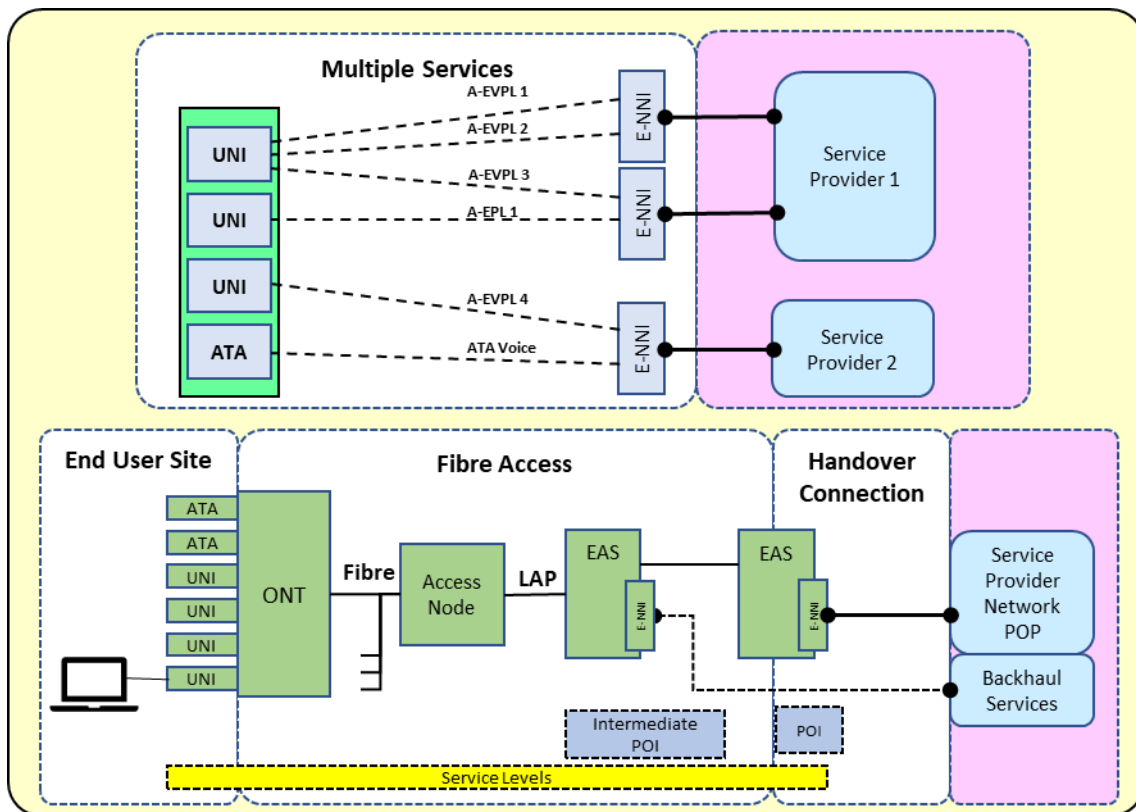 Multiple Services
A-EVPL 1
A-EVPL 2
A-EVPL 3
A-EPL 1
A-EVPL 4
ATA Voice
UNI
UNI
UNI
ATA
E-NNI
E-NNI
E-NNI
Service
Provider 1
Service
Provider 2
End User Site
Fibre Access
Handover
Connection
ATA
ATA
UNI
UNI
UNI
UNI
ONT
Fibre
Access
Node
LAP
EAS
E-NNI
EAS
E-NNI
Service
Provider
Network
POP
Backhaul
Services
Intermediate
POI
POI
Service Levels